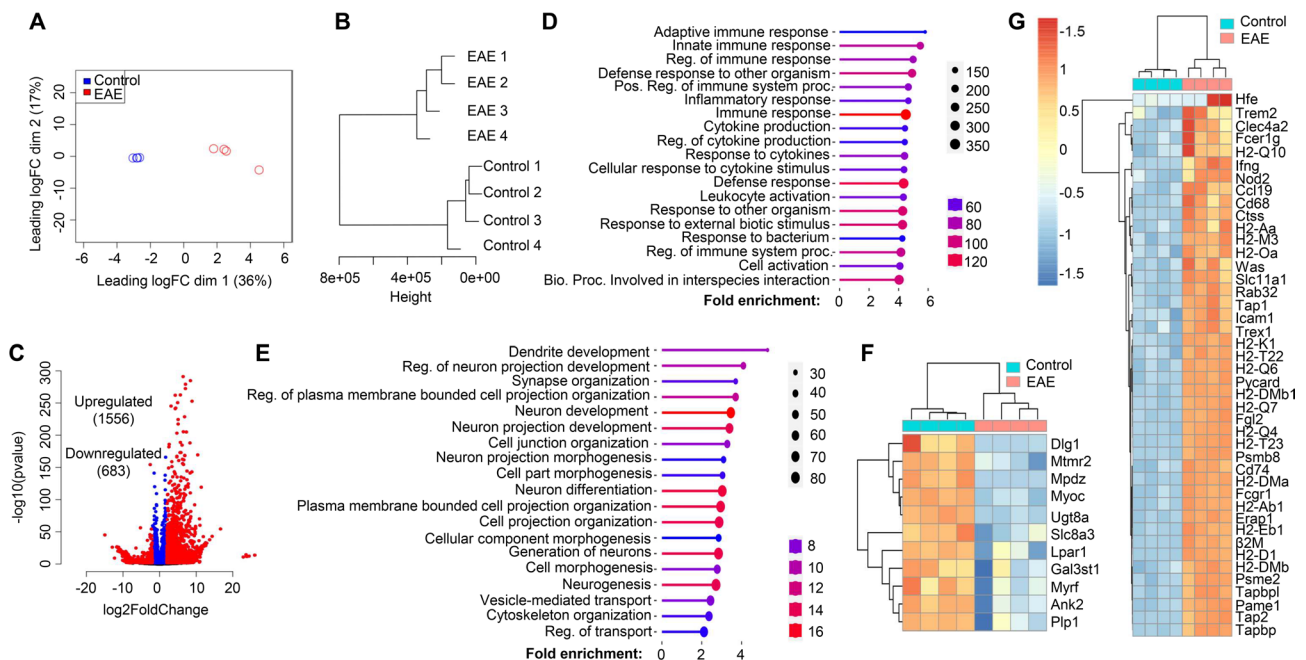 A
Control
EAE
Leading logFC dim 2 (17%)
20
10
0
-10
-20
-6
-4
-2
0
2
4
6
Leading logFC dim 1 (36%)
B
EAE 1
EAE 2
EAE 3
EAE 4
Control 1
Control 2
Control 3
Control 4
8e+05
4e+05
0e+00
Height
C
Upregulated
(1556)
Downregulated
(683)
-log10(pvalue)
300
250
200
150
100
50
0
-20
-10
0
10
20
log2FoldChange
D
Adaptive immune response
Innate immune response
Reg. of immune response
Defense response to other organism
Pos. Reg. of immune system proc.
Inflammatory response
Immune response
Cytokine production
Reg. of cytokine production
Response to cytokines
Cellular response to cytokine stimulus
Defense response
Leukocyte activation
Response to other organism
Response to external biotic stimulus
Response to bacterium
Reg. of immune system proc.
Cell activation
Bio. Proc. Involved in interspecies interaction
Fold enrichment:
0
2
4
6
150
200
250
300
350
60
80
100
120
E
Dendrite development
Reg. of neuron projection development
Synapse organization
Reg. of plasma membrane bounded cell projection organization
Neuron development
Neuron projection development
Cell junction organization
Neuron projection morphogenesis
Cell part morphogenesis
Neuron differentiation
Plasma membrane bounded cell projection organization
Cell projection organization
Cellular component morphogenesis
Generation of neurons
Cell morphogenesis
Neurogenesis
Vesicle-mediated transport
Cytoskeleton organization
Reg. of transport
Fold enrichment:
0
2
4
30
40
50
60
70
80
8
10
12
14
16
F
Control
EAE
Dlg1
Mtmr2
Mpdz
Myoc
Ugt8a
Slc8a3
Lpar1
Gal3st1
Myrf
Ank2
Plp1
G
1.5
1
0.5
0
-0.5
-1
-1.5
Control
EAE
Hfe
Trem2
Clec4a2
Fcer1g
H2-Q10
Ifng
Nod2
Ccl19
Cd68
Ctss
H2-Aa
H2-M3
H2-Oa
Was
Slc11a1
Rab32
Tap1
Icam1
Trex1
H2-K1
H2-T22
H2-Q6
Pycard
H2-DMb1
H2-Q7
Fgl2
H2-Q4
H2-T23
Psmb8
Cd74
H2-DMa
Fcgr1
H2-Ab1
Erap1
H2-Eb1
B2M
H2-D1
H2-DMb
Psme2
Tapbpl
Pame1
Tap2
Tapbp